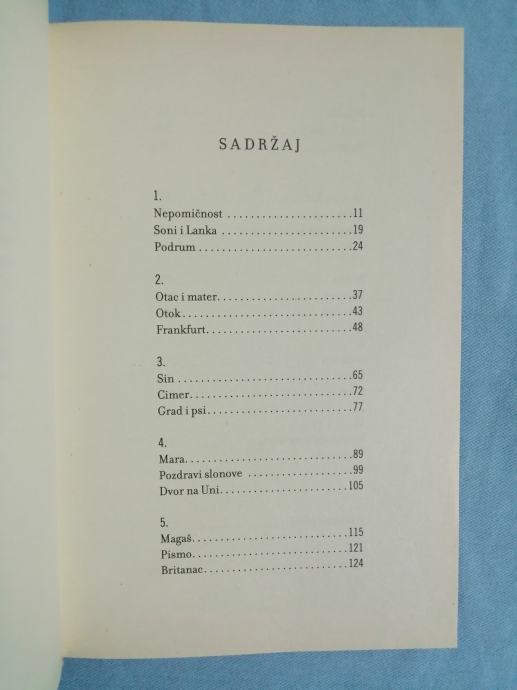 SADRŽAJ
1.
Nepomičnost ......................11
Soni i Lanka .......................19
Podrum ...........................24
2.
Otac i mater........................37
Otok..............................43
Frankfurt..........................48
3.
Sin ...............................65
Cimer.............................72
Grad i psi..........................77
4.
Mara..............................89
Pozdravi slonove ...................99
Dvor na Uni.......................105
5.
Magaš............................115
Pismo............................121
Britanac..........................124